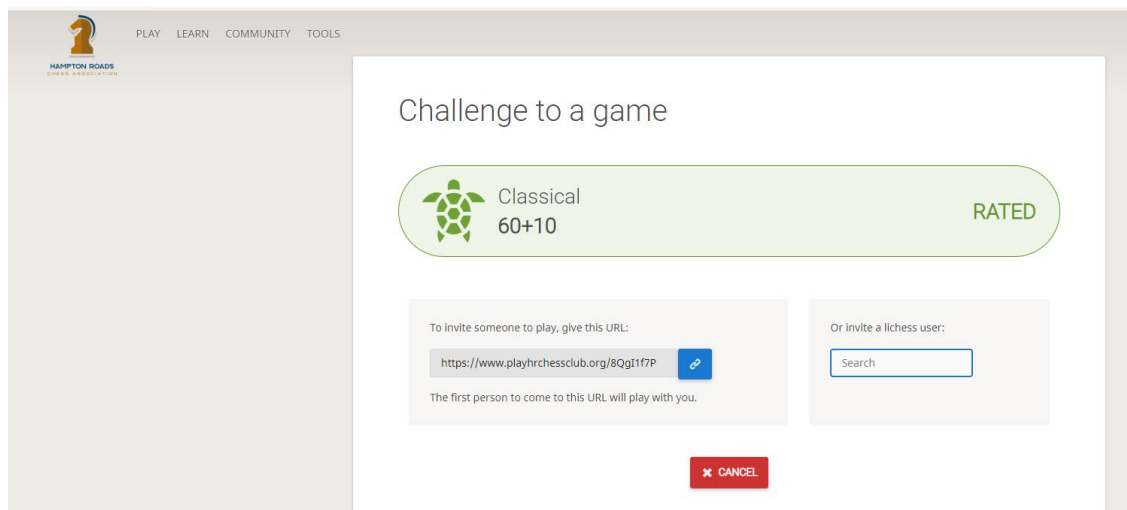 PLAY LEARN COMMUNITY TOOLS
HAMPTON ROADS
CHESS ASSOCIATION
Challenge to a game
Classical
60+10
RATED
To invite someone to play, give this URL:
https://www.playhrchessclub.org/8QgI1f7P
The first person to come to this URL will play with you.
Or invite a lichess user:
Search
CANCEL